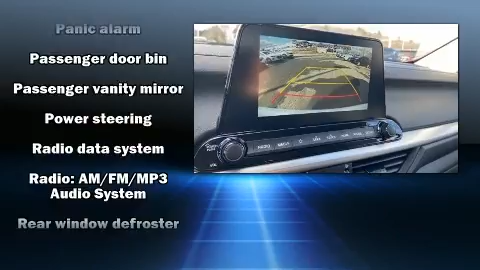 Panic alarm
Passenger door bin
Passenger vanity mirror
Power steering
Radio data system
Radio: AM/FM/MP3
Audio System
Rear window defroster